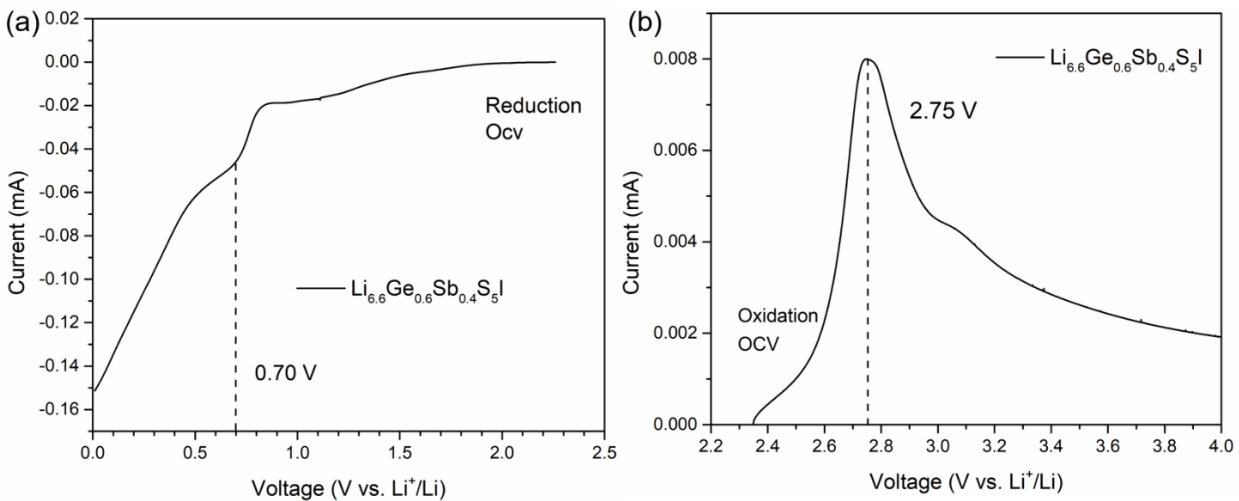 (a)
0.02
0.00
-0.02
-0.04
-0.06
-0.08
-0.10
-0.12
-0.14
-0.16
Current (mA)
Reduction
Ocv
Li6.6Ge0.6Sb0.4S5I
0.70 V
0.0 0.5 1.0 1.5 2.0 2.5
Voltage (V vs. Li+/Li)
(b)
0.008
0.006
0.004
0.002
0.000
Current (mA)
Li6.6Ge0.6Sb0.4S5I
2.75 V
Oxidation
OCV
2.2 2.4 2.6 2.8 3.0 3.2 3.4 3.6 3.8 4.0
Voltage (V vs. Li+/Li)